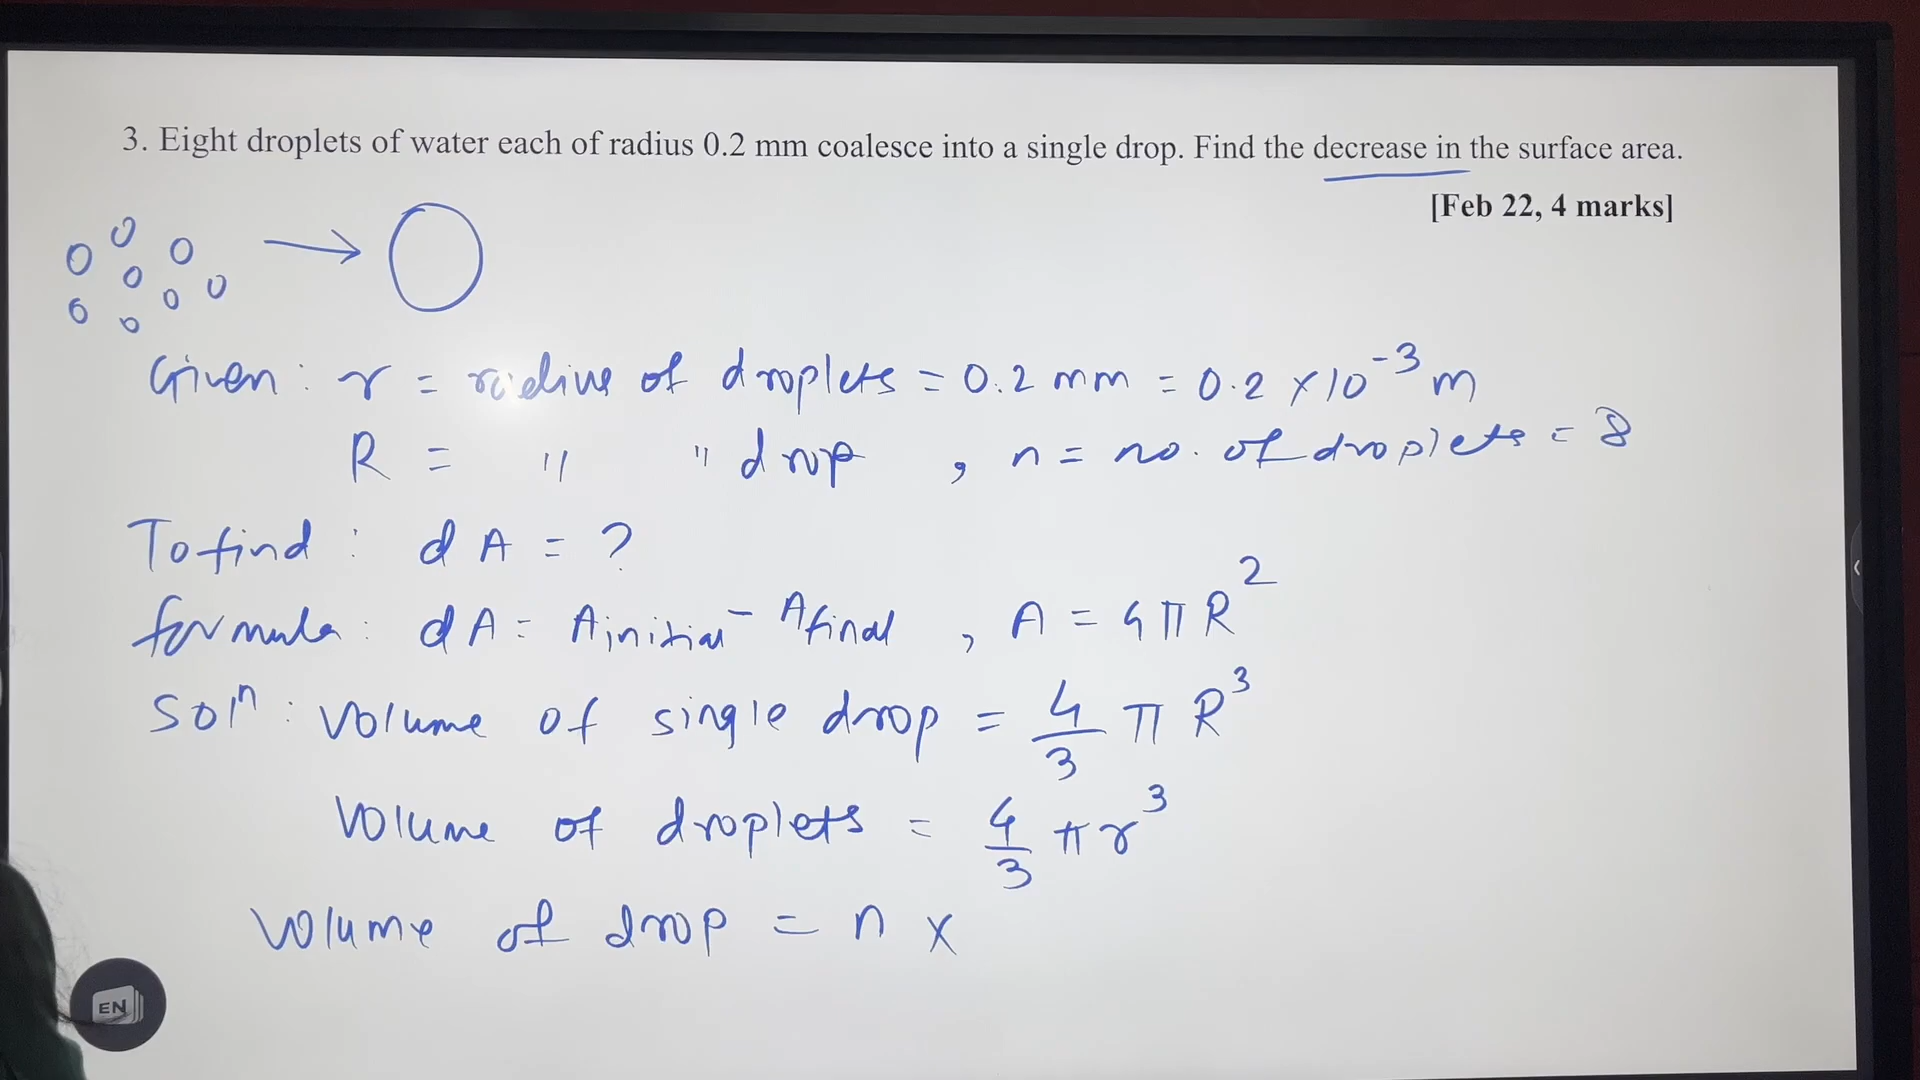 3. Eight droplets of water each of radius 0.2 mm coalesce into a single drop. Find the decrease in the surface area.
[Feb 22, 4 marks]
Given : r = radius of droplets = 0.2 mm = 0.2 × 10⁻³ m
R = " " drop , n = no. of droplets = 8
To find : dA = ?
formula : dA = Ainitial - Afinal , A = 4πR²
Solⁿ : Volume of single drop = 4/3 π R³
Volume of droplets = 4/3 π r³
Volume of drop = n ×
EN